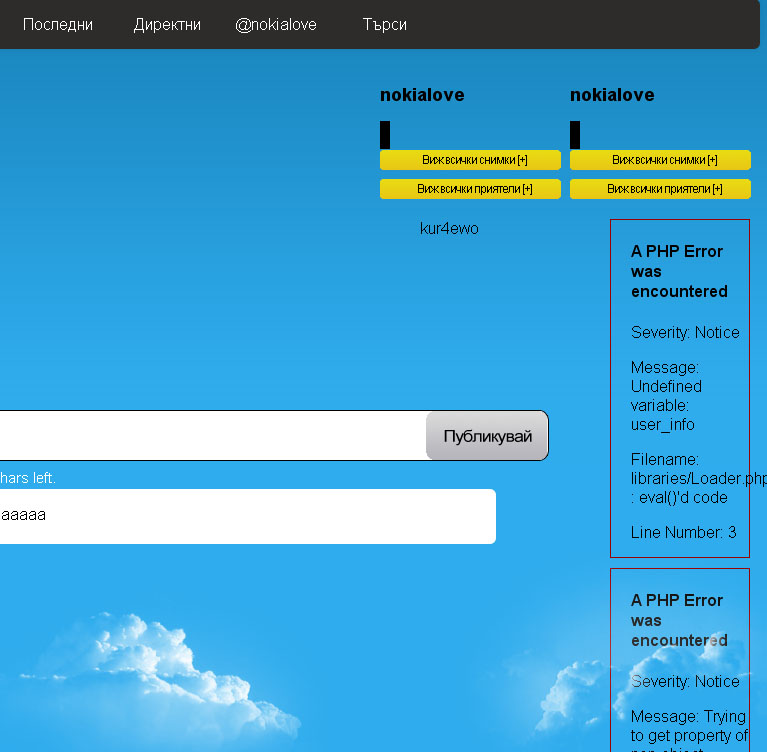 Последни Директни @nokialove Търси
nokialove
Виж всички снимки [+]
Виж всички приятели [+]
kur4ewo
nokialove
Виж всички снимки [+]
Виж всички приятели [+]
A PHP Error
was
encountered
Severity: Notice
Message:
Undefined
variable:
user_info
Filename:
libraries/Loader.php
: eval()'d code
Line Number: 3
A PHP Error
was
encountered
Severity: Notice
Message: Trying
to get property of
Публикувай
hars left.
aaaaa